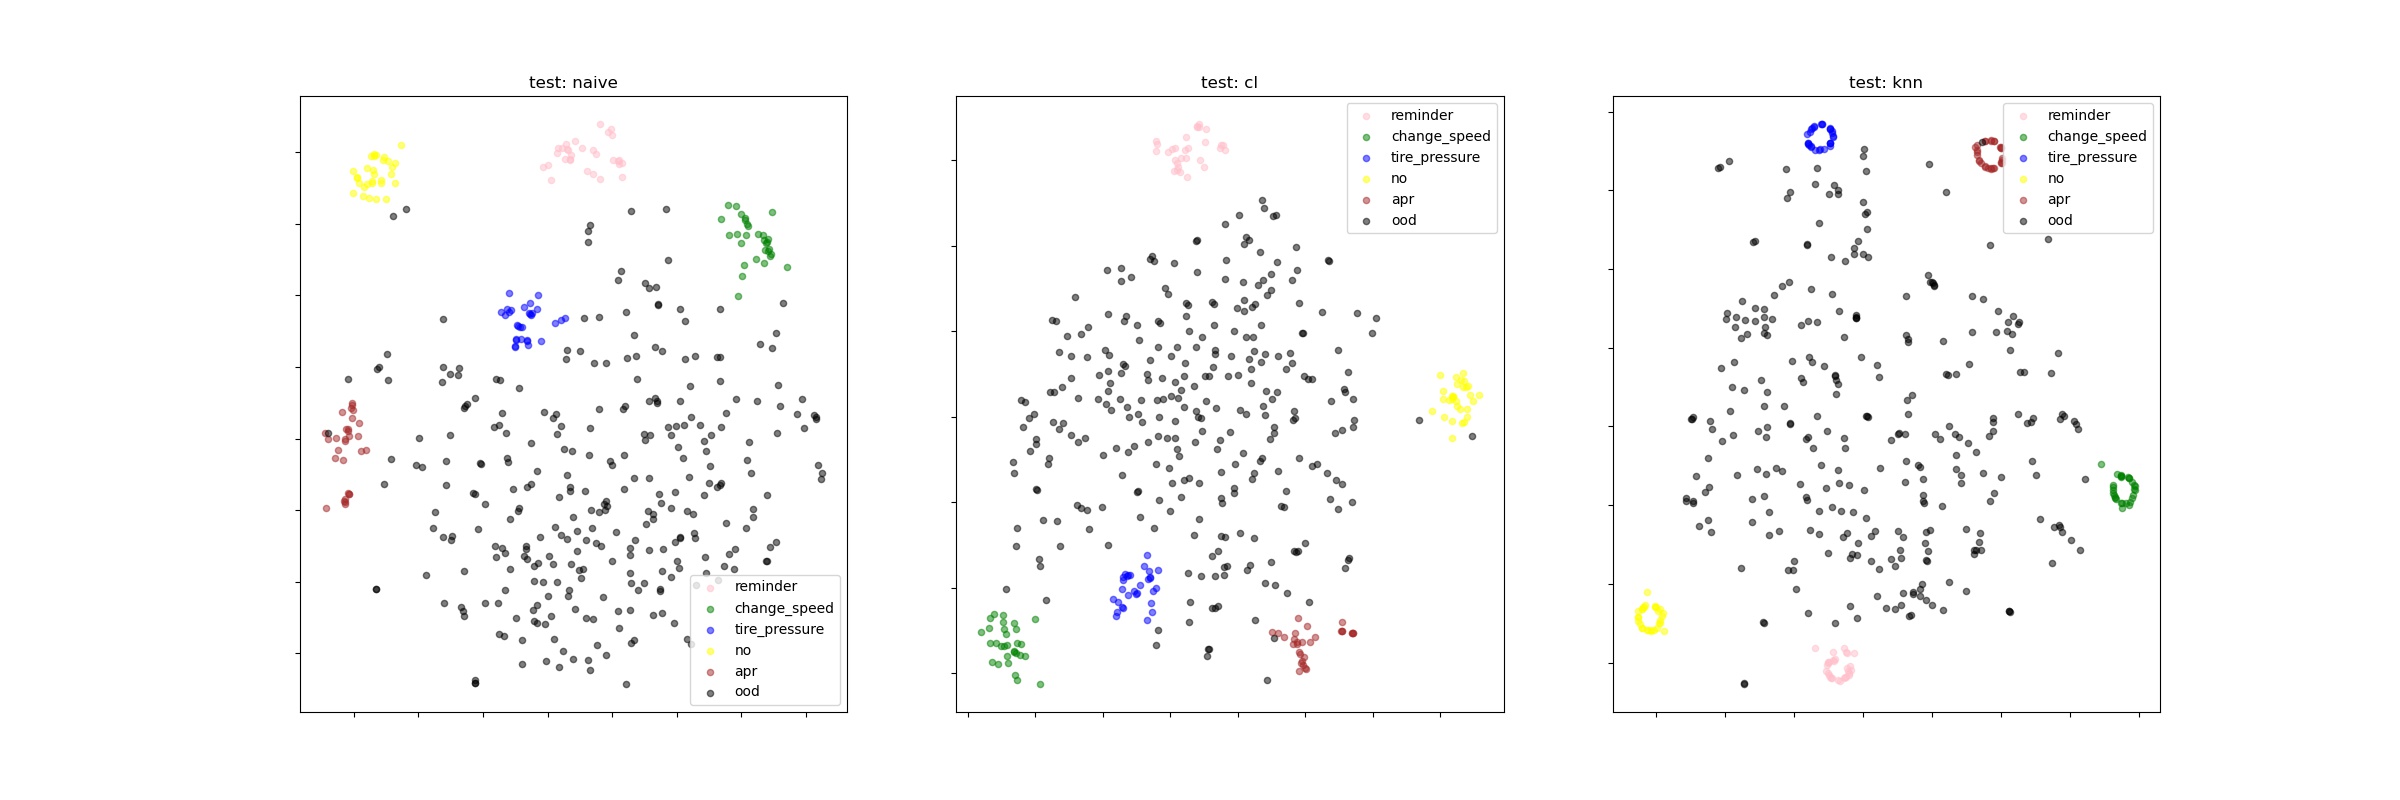 test: naive
reminder
change_speed
tire_pressure
no
apr
ood
test: cl
reminder
change_speed
tire_pressure
no
apr
ood
test: knn
reminder
change_speed
tire_pressure
no
apr
ood